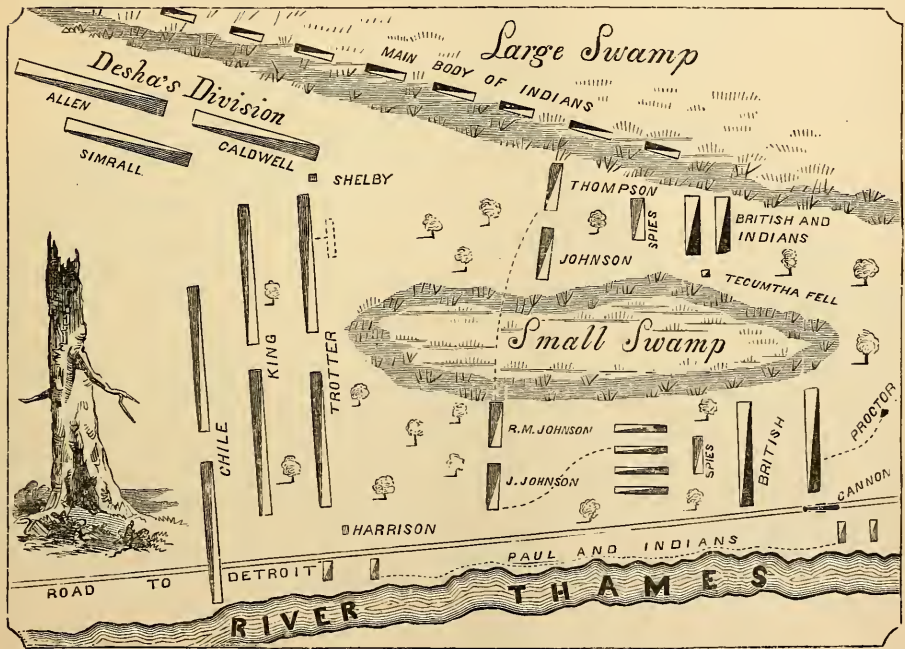 Large Swamp
MAIN BODY OF INDIANS
Desha's Division
ALLEN
SIMRALL
CALDWELL
SHELBY
THOMPSON
SPIES
BRITISH AND
INDIANS
JOHNSON
TECUMTHA FELL
Small Swamp
KING
TROTTER
CHILE
R.M. JOHNSON
J. JOHNSON
SPIES
BRITISH
PROCTOR
CANNON
HARRISON
PAUL AND INDIANS
ROAD TO DETROIT
RIVER THAMES